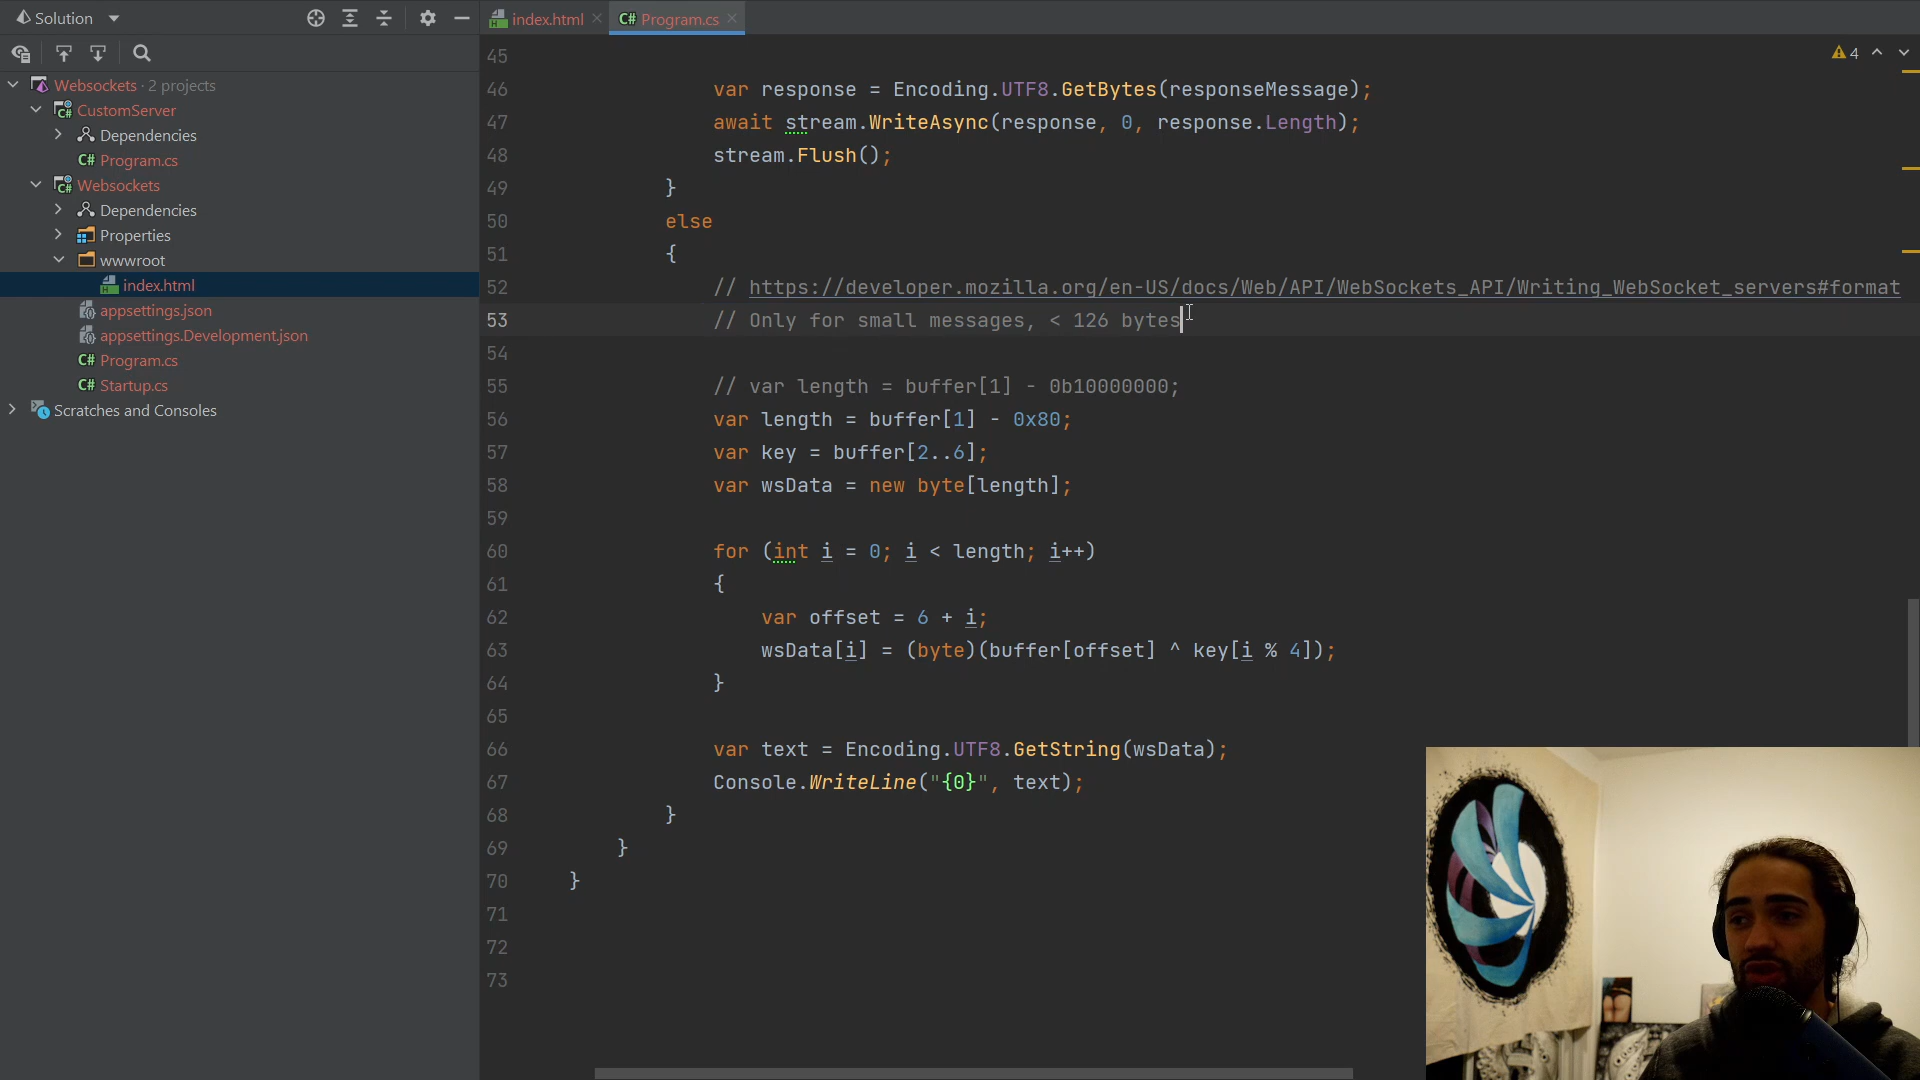 Solution
index.html
Program.cs
4
Websockets · 2 projects
CustomServer
Dependencies
Program.cs
Websockets
Dependencies
Properties
wwwroot
index.html
appsettings.json
appsettings.Development.json
Program.cs
Startup.cs
Scratches and Consoles
45
46 var response = Encoding.UTF8.GetBytes(responseMessage);
47 await stream.WriteAsync(response, 0, response.Length);
48 stream.Flush();
49 }
50 else
51 {
52 // https://developer.mozilla.org/en-US/docs/Web/API/WebSockets_API/Writing_WebSocket_servers#format
53 // Only for small messages, < 126 bytes
54
55 // var length = buffer[1] - 0b10000000;
56 var length = buffer[1] - 0x80;
57 var key = buffer[2..6];
58 var wsData = new byte[length];
59
60 for (int i = 0; i < length; i++)
61 {
62 var offset = 6 + i;
63 wsData[i] = (byte)(buffer[offset] ^ key[i % 4]);
64 }
65
66 var text = Encoding.UTF8.GetString(wsData);
67 Console.WriteLine("{0}", text);
68 }
69 }
70 }
71
72
73